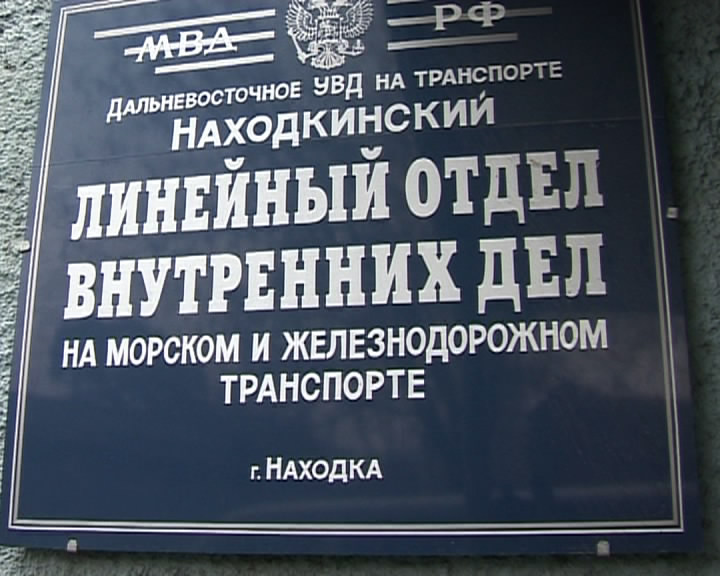 МВД РФ
Дальневосточное УВД на транспорте
Находкинский
ЛИНЕЙНЫЙ ОТДЕЛ
ВНУТРЕННИХ ДЕЛ
НА МОРСКОМ И ЖЕЛЕЗНОДОРОЖНОМ
ТРАНСПОРТЕ
г. Находка